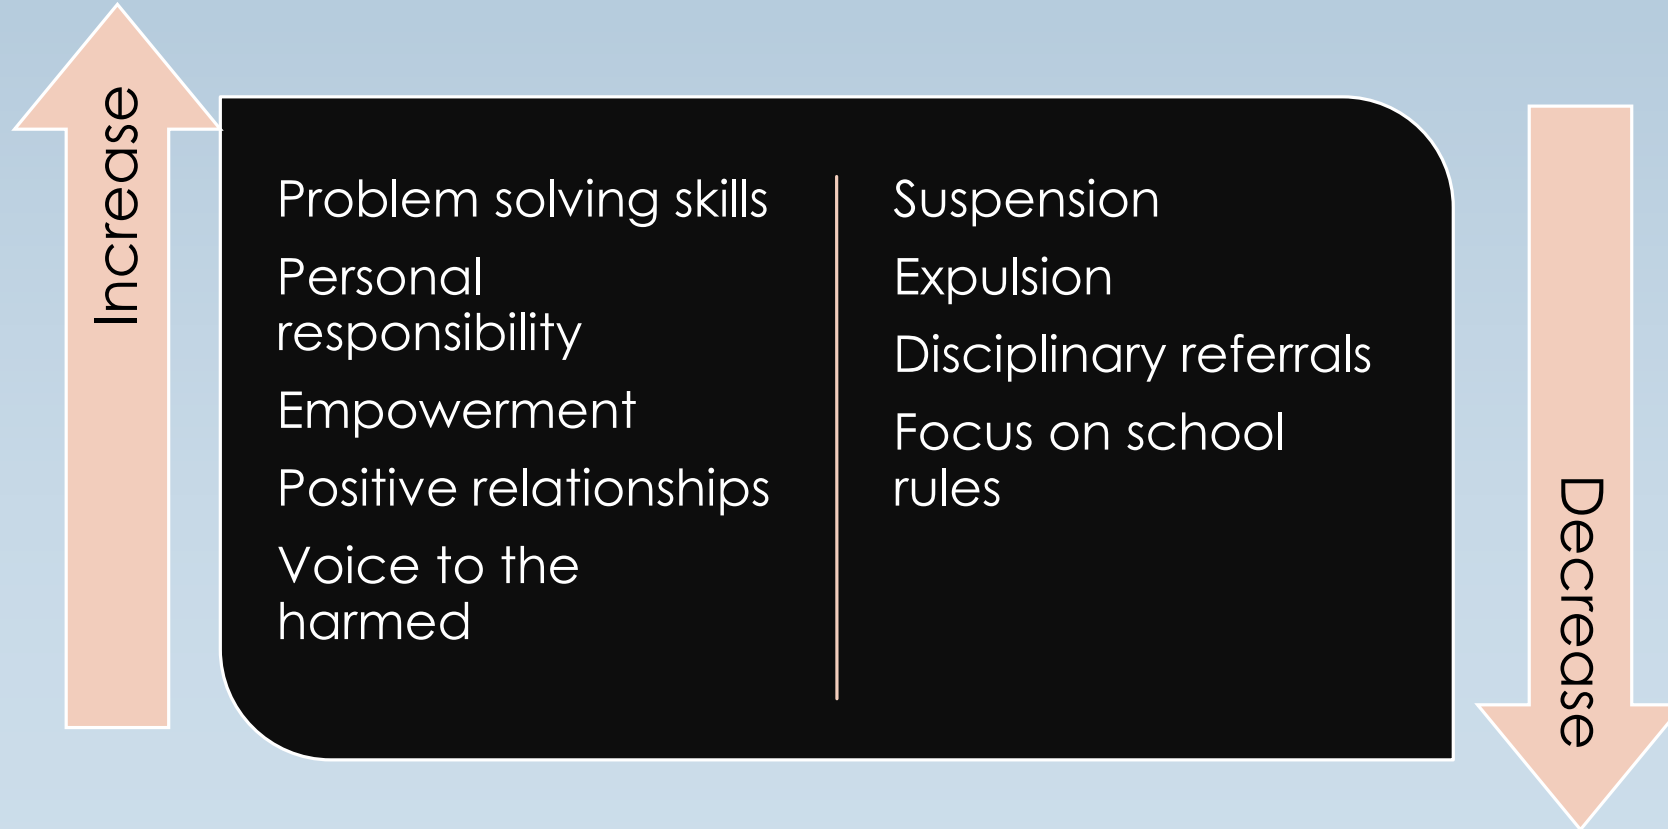 Increase
Problem solving skills
Personal
responsibility
Empowerment
Positive relationships
Voice to the
harmed
Suspension
Expulsion
Disciplinary referrals
Focus on school
rules
Decrease